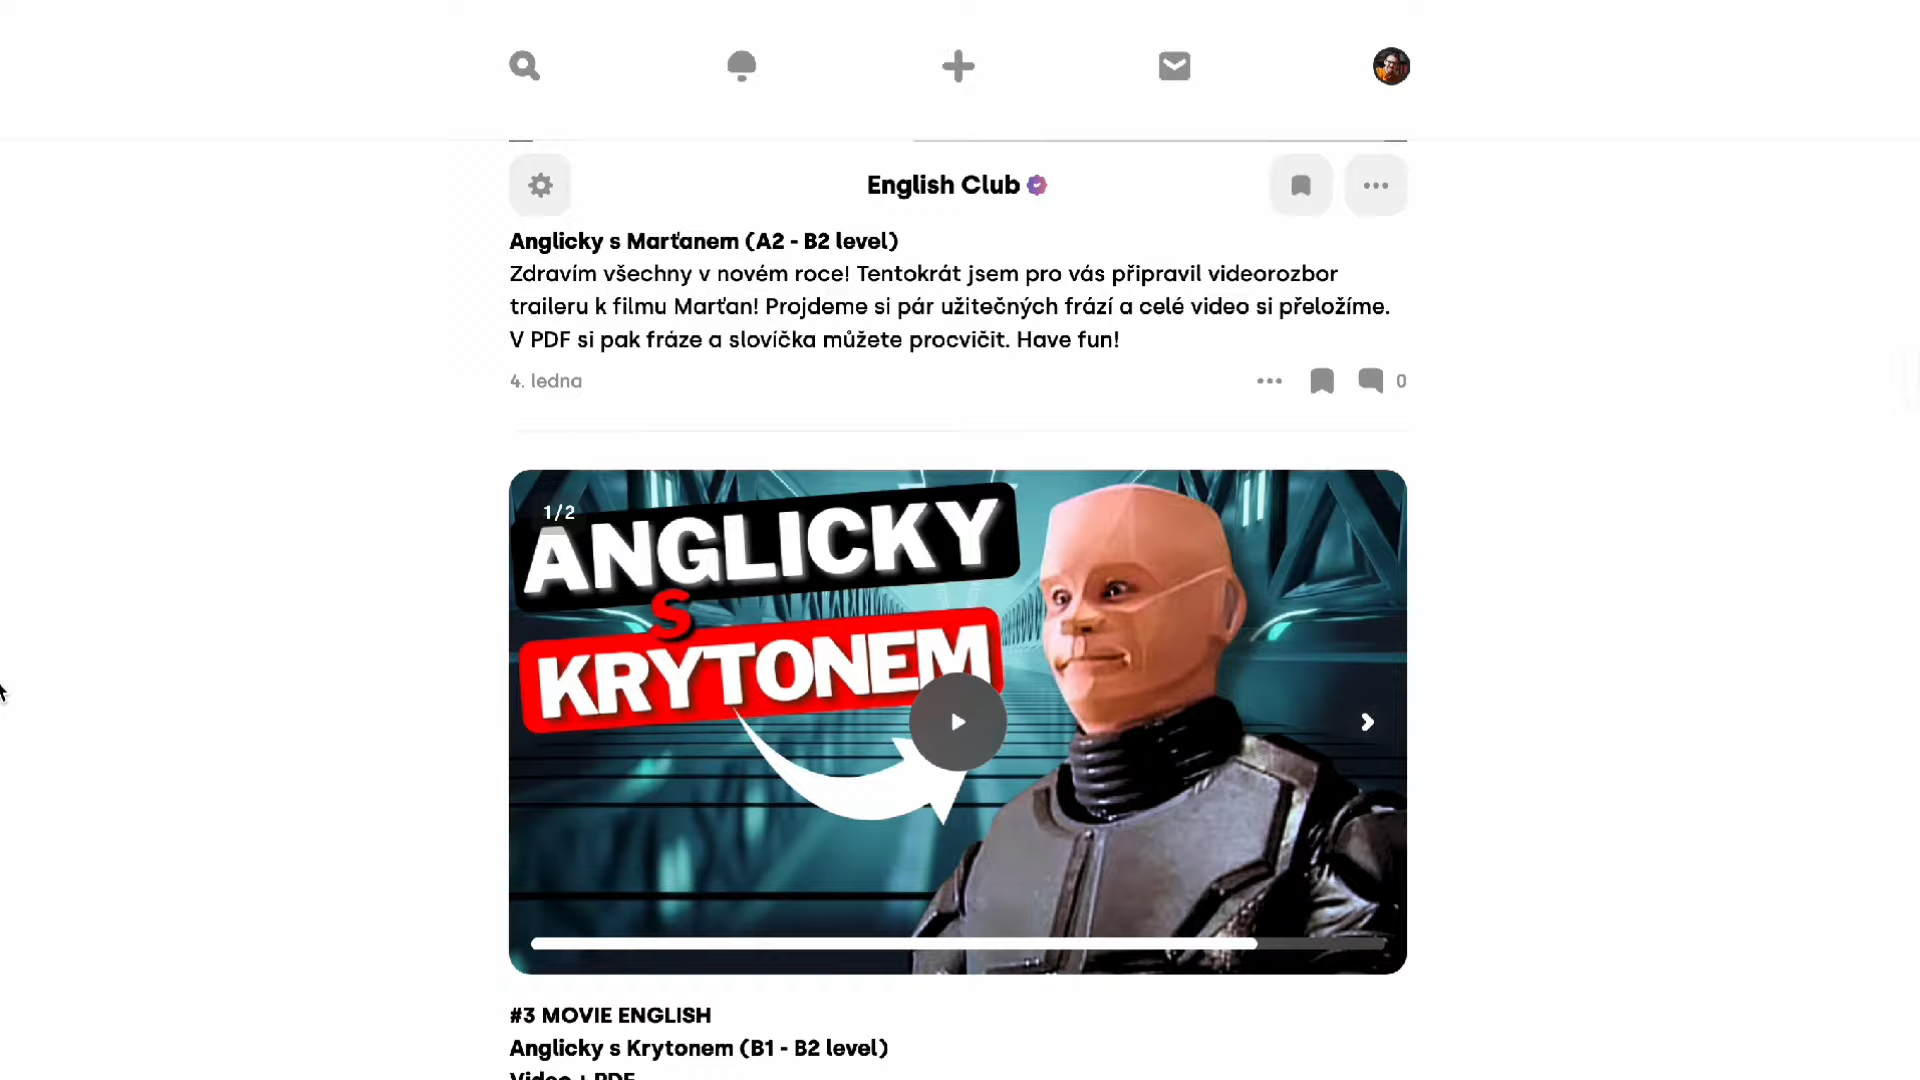 English Club
Anglicky s Marťanem (A2 - B2 level)
Zdravím všechny v novém roce! Tentokrát jsem pro vás připravil videorozbor
traileru k filmu Marťan! Projdeme si pár užitečných frází a celé video si přeložíme.
V PDF si pak fráze a slovíčka můžete procvičit. Have fun!
4. ledna
0
1/2
ANGLICKY
S
KRYTONEM
#3 MOVIE ENGLISH
Anglicky s Krytonem (B1 - B2 level)
Video + PDF